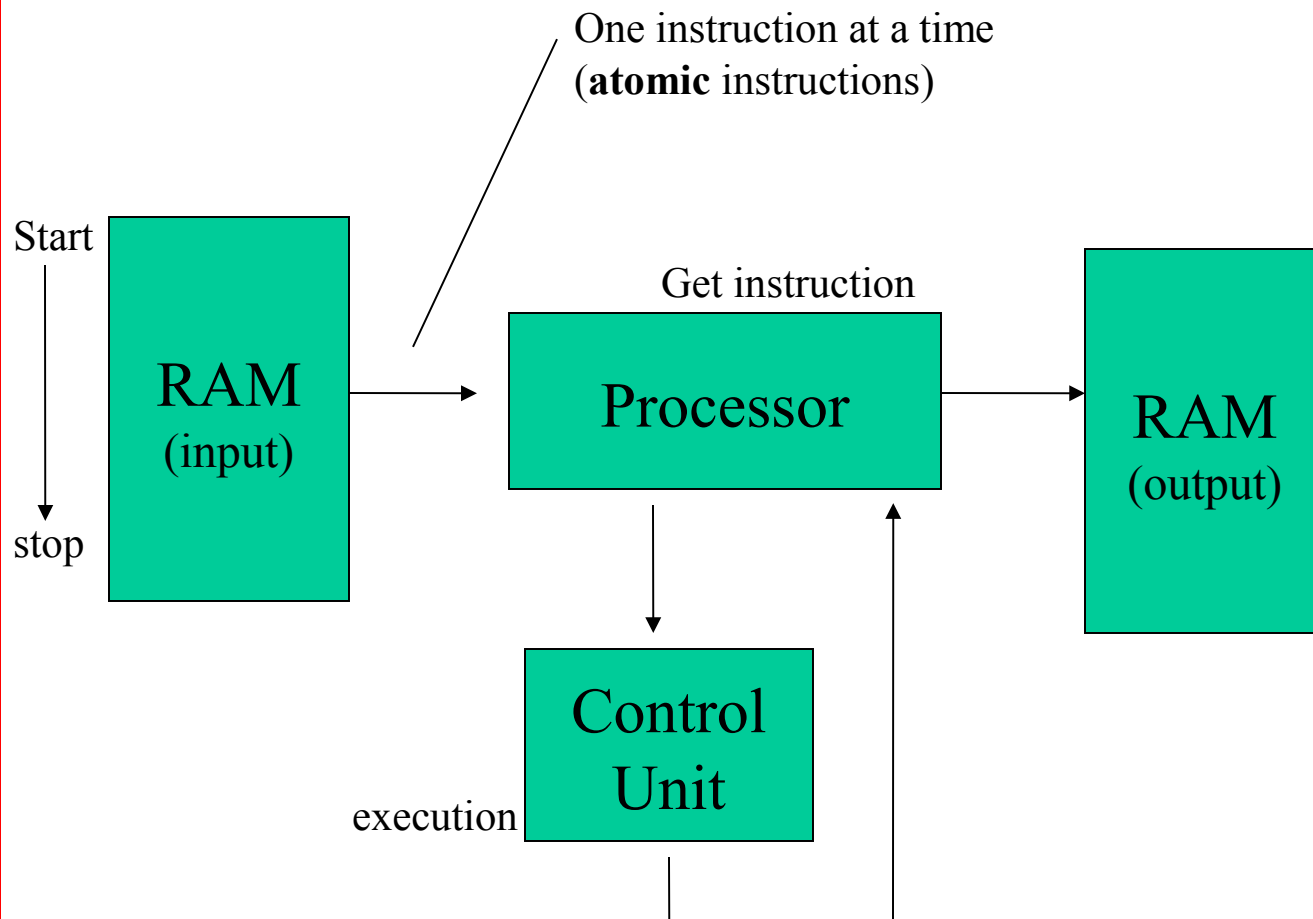 One instruction at a time
(atomic instructions)
Start
Get instruction
RAM
(input)
Processor
RAM
(output)
stop
Control
Unit
execution